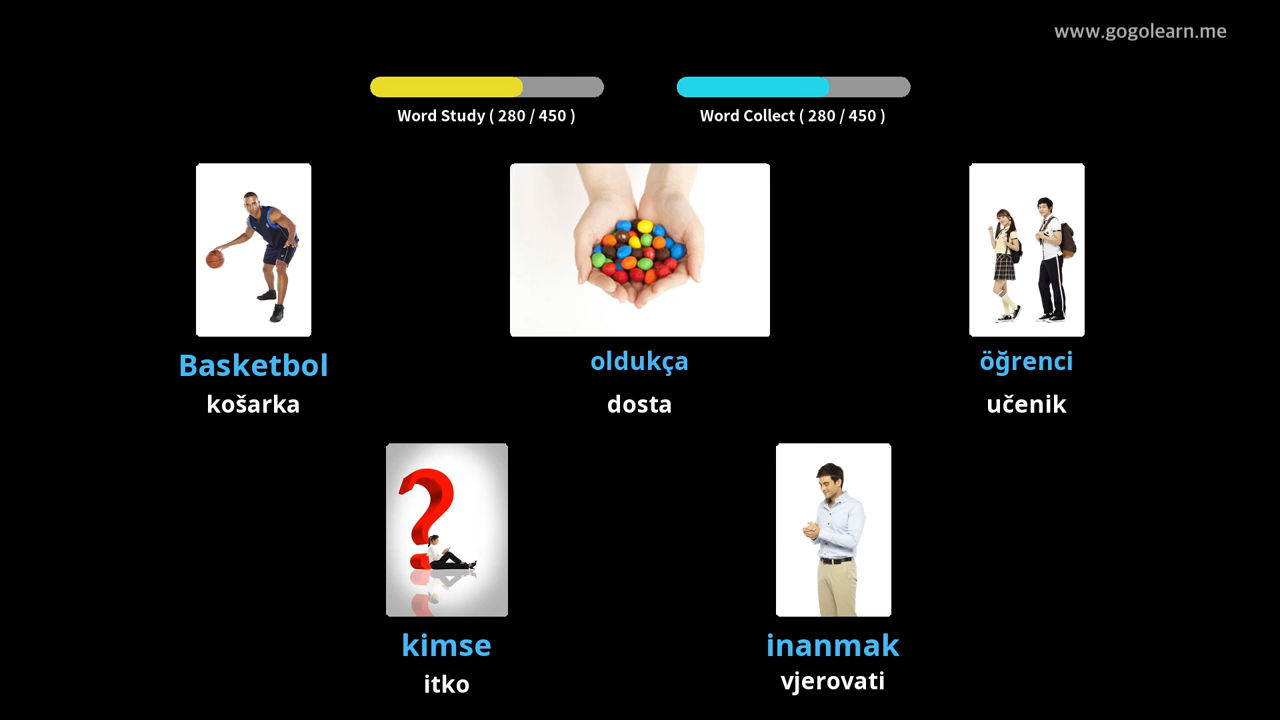 www.gogolearn.me
Word Study ( 280 / 450 )
Word Collect ( 280 / 450 )
Basketbol
košarka
oldukça
dosta
öğrenci
učenik
kimse
itko
inanmak
vjerovati